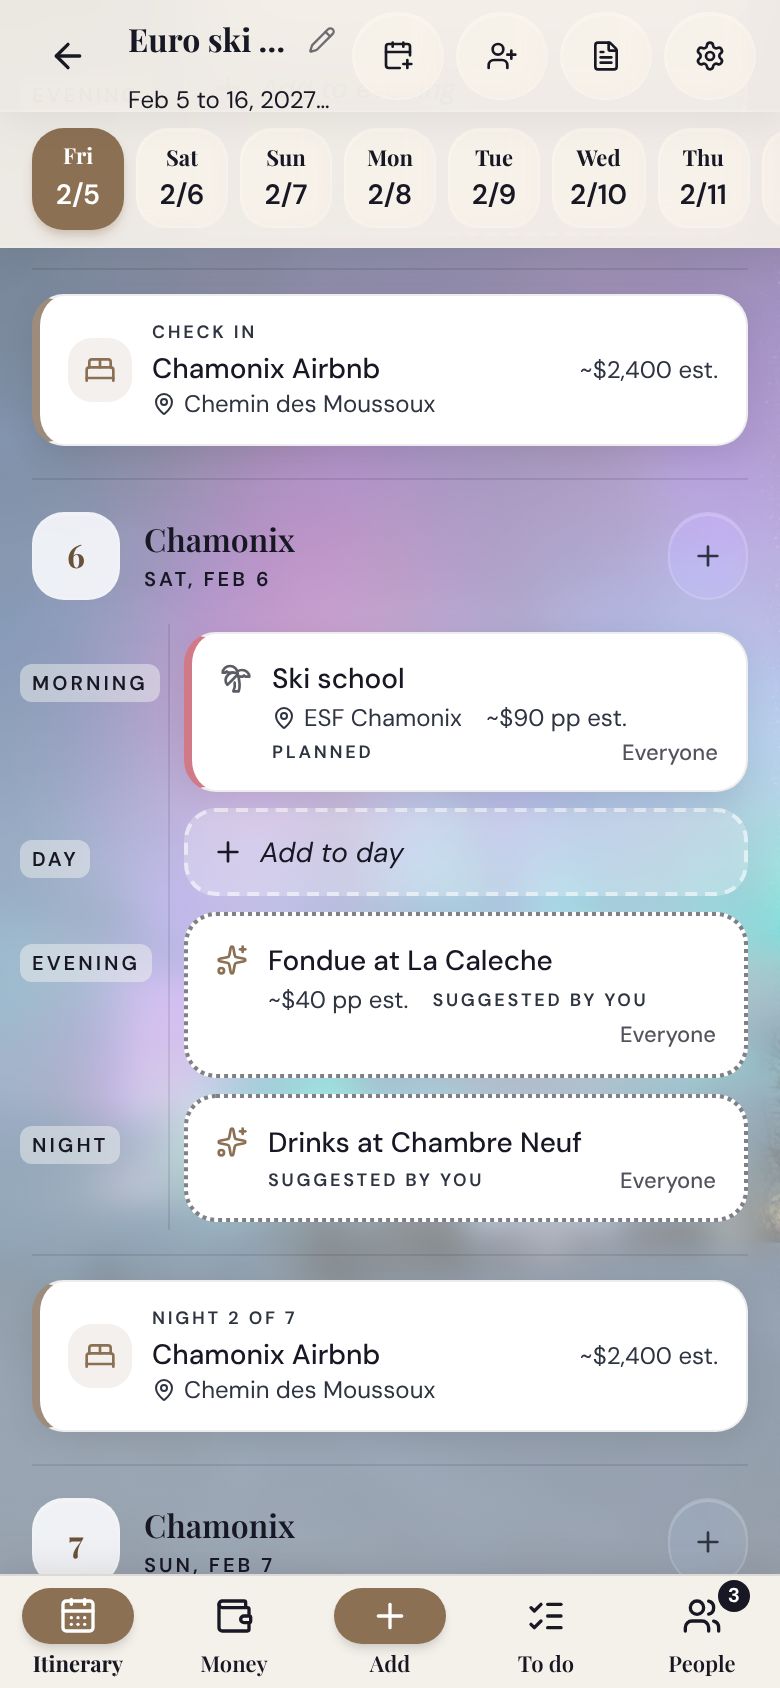 Euro ski ...
Feb 5 to 16, 2027...
EVENING
Fri
2/5
Sat
2/6
Sun
2/7
Mon
2/8
Tue
2/9
Wed
2/10
Thu
2/11
CHECK IN
Chamonix Airbnb
~$2,400 est.
Chemin des Moussoux
6
Chamonix
SAT, FEB 6
MORNING
Ski school
ESF Chamonix ~$90 pp est.
PLANNED
Everyone
DAY
Add to day
EVENING
Fondue at La Caleche
~$40 pp est. SUGGESTED BY YOU
Everyone
NIGHT
Drinks at Chambre Neuf
SUGGESTED BY YOU
Everyone
NIGHT 2 OF 7
Chamonix Airbnb
~$2,400 est.
Chemin des Moussoux
7
Chamonix
SUN, FEB 7
Itinerary
Money
Add
To do
3
People